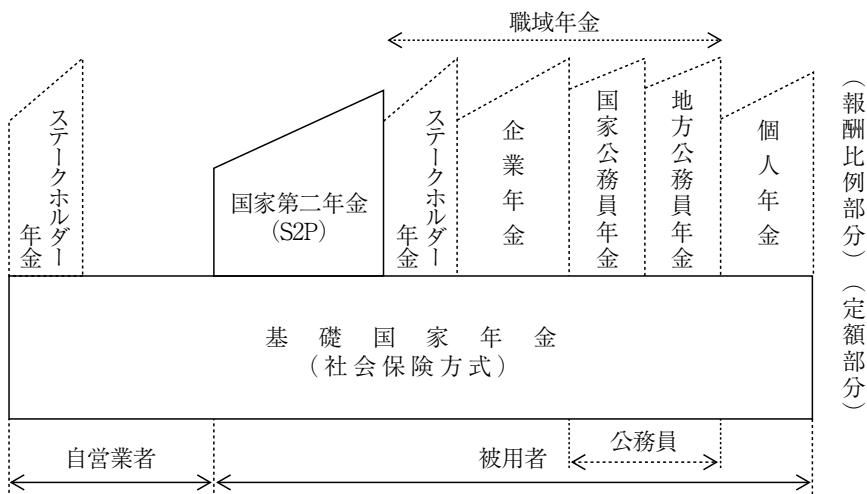 職域年金
ステークホルダー
年金
国家第二年金
(S2P)
ステークホルダー
年金
企業年金
国家公務員年金
地方公務員年金
個人年金
（報酬比例部分）
基礎国家年金
（社会保険方式）
（定額部分）
自営業者
被用者
公務員